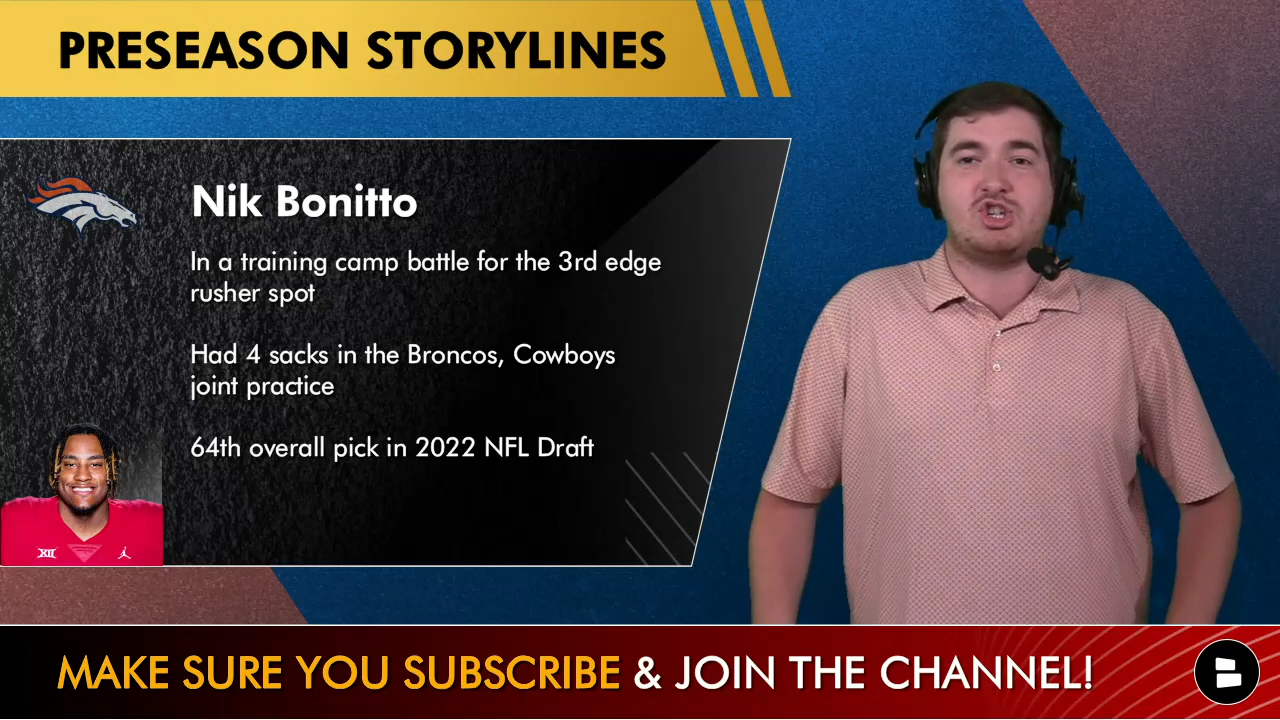 PRESEASON STORYLINES
Nik Bonitto
In a training camp battle for the 3rd edge
rusher spot
Had 4 sacks in the Broncos, Cowboys
joint practice
64th overall pick in 2022 NFL Draft
XII
MAKE SURE YOU SUBSCRIBE & JOIN THE CHANNEL!